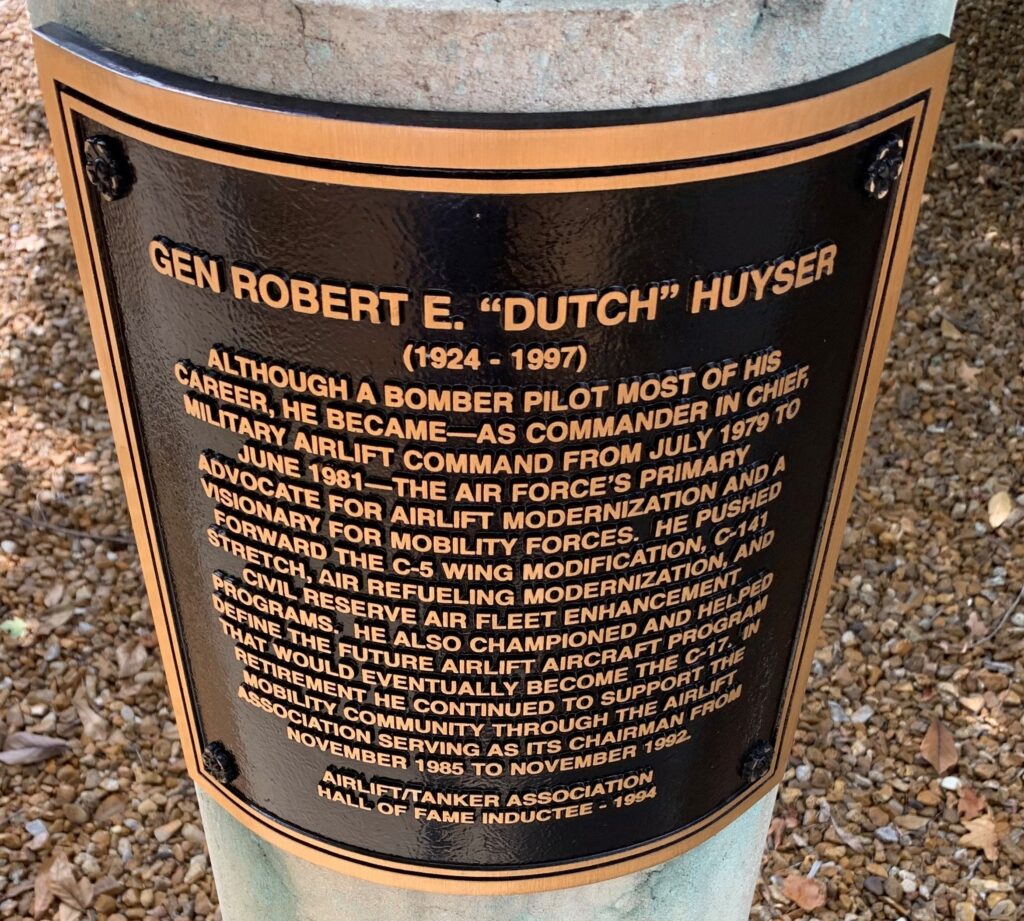 GEN ROBERT E. “DUTCH” HUYSER
(1924 - 1997)
ALTHOUGH A BOMBER PILOT MOST OF HIS
CAREER, HE BECAME—AS COMMANDER IN CHIEF,
MILITARY AIRLIFT COMMAND FROM JULY 1979 TO
JUNE 1981—THE AIR FORCE'S PRIMARY
ADVOCATE FOR AIRLIFT MODERNIZATION AND A
VISIONARY FOR MOBILITY FORCES. HE PUSHED
FORWARD THE C-5 WING MODIFICATION, C-141
STRETCH, AIR REFUELING MODERNIZATION, AND
CIVIL RESERVE AIR FLEET ENHANCEMENT
PROGRAMS. HE ALSO CHAMPIONED AND HELPED
DEFINE THE FUTURE AIRLIFT AIRCRAFT PROGRAM
THAT WOULD EVENTUALLY BECOME THE C-17. IN
RETIREMENT HE CONTINUED TO SUPPORT THE
MOBILITY COMMUNITY THROUGH THE AIRLIFT
ASSOCIATION SERVING AS ITS CHAIRMAN FROM
NOVEMBER 1985 TO NOVEMBER 1992.
AIRLIFT/TANKER ASSOCIATION
HALL OF FAME INDUCTEE - 1994